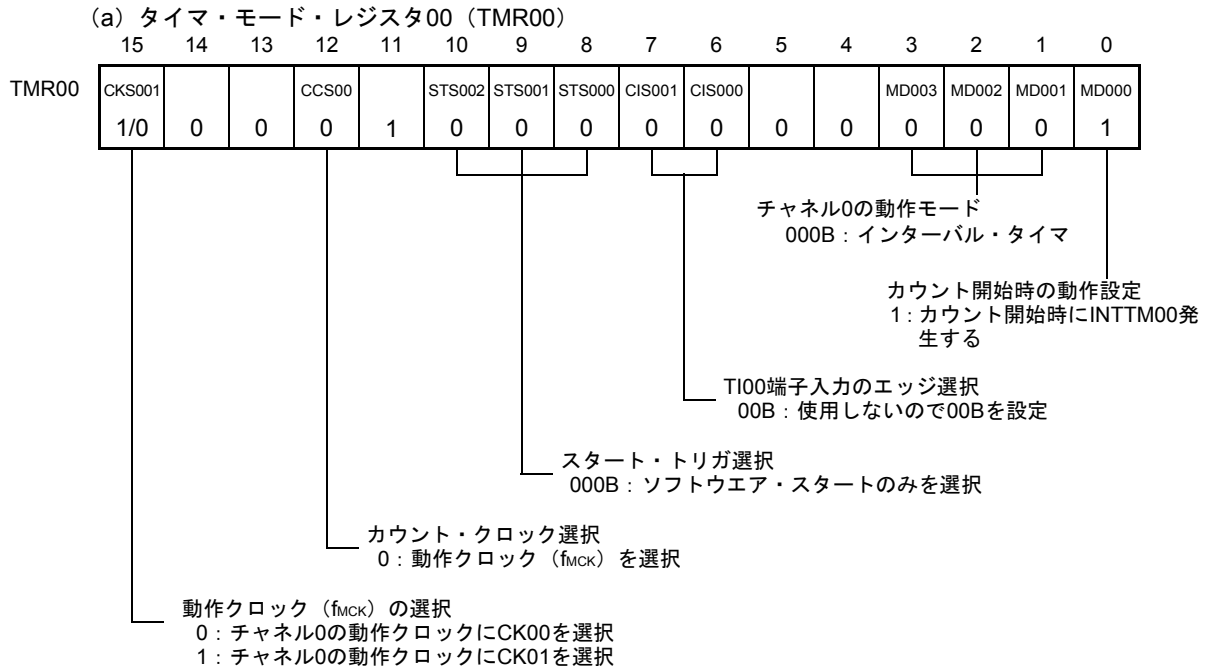 (a) タイマ・モード・レジスタ00（TMR00）
15 14 13 12 11 10 9 8 7 6 5 4 3 2 1 0
TMR00 CKS001 CCS00 STS002 STS001 STS000 CIS001 CIS000 MD003 MD002 MD001 MD000
1/0 0 0 0 1 0 0 0 0 0 0 0 0 0 0 1
チャネル0の動作モード
000B：インターバル・タイマ
カウント開始時の動作設定
1：カウント開始時にINTTM00発
生する
TI00端子入力のエッジ選択
00B：使用しないので00Bを設定
スタート・トリガ選択
000B：ソフトウエア・スタートのみを選択
カウント・クロック選択
0：動作クロック（fMCK）を選択
動作クロック（fMCK）の選択
0：チャネル0の動作クロックにCK00を選択
1：チャネル0の動作クロックにCK01を選択